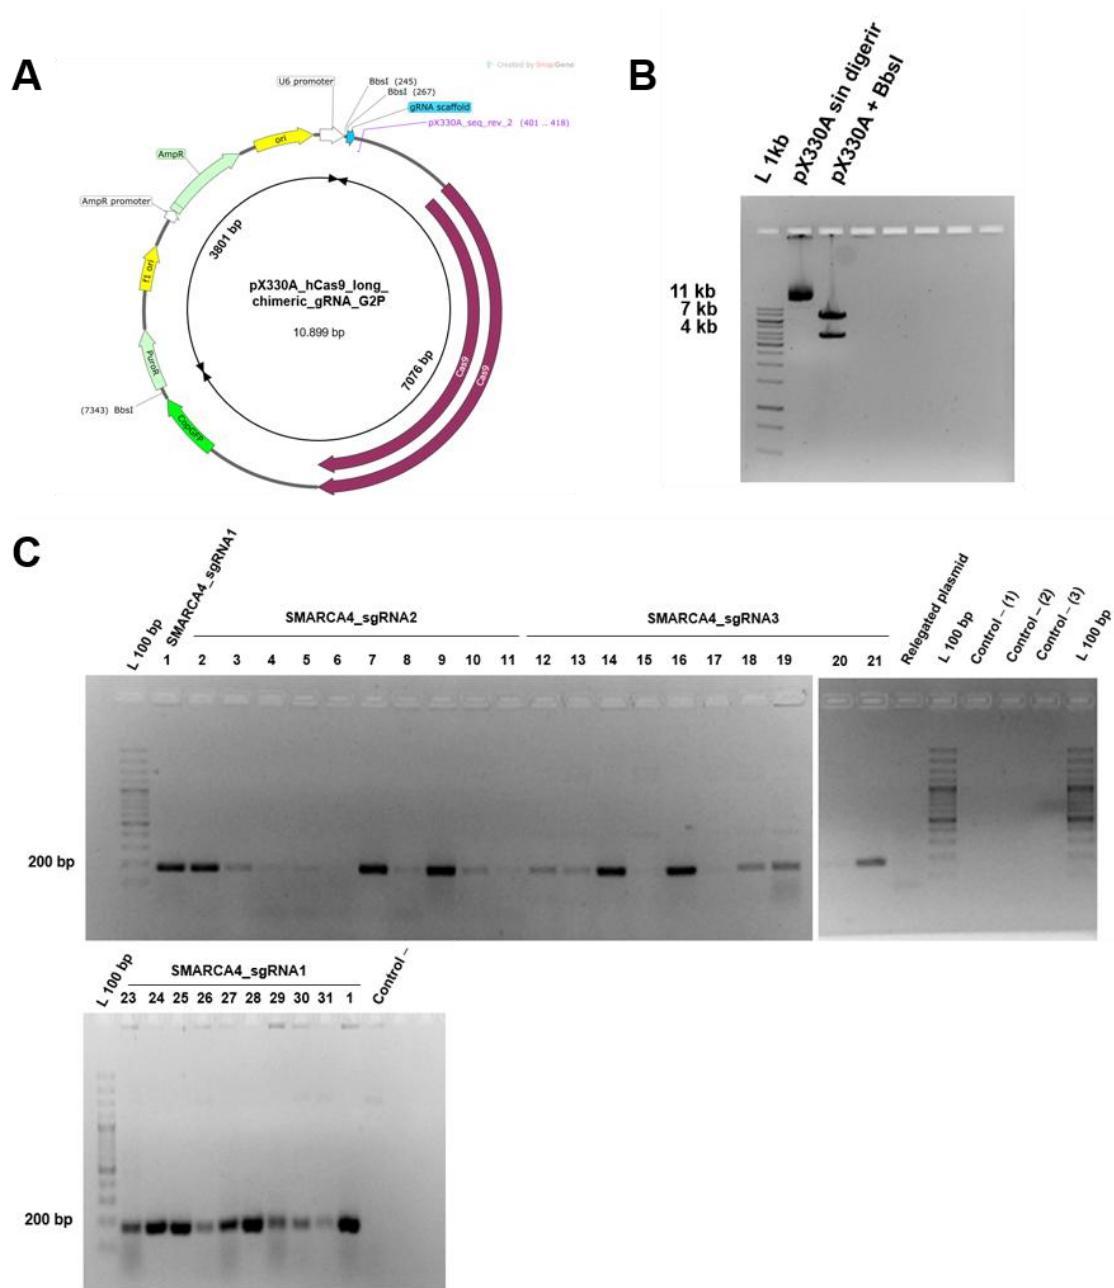 A
Created by SnapGene
U6 promoter
BbsI (245)
BbsI (267)
gRNA scaffold
pX330A_seq_rev_2 (401 .. 418)
ori
AmpR
AmpR promoter
f1 ori
PuroR
(7343) BbsI
CopGFP
Cas9
Cas9
3801 bp
7076 bp
pX330A_hCas9_long_
chimeric_gRNA_G2P
10.899 bp
B
L 1kb
pX330A sin digerir
pX330A + BbsI
11 kb
7 kb
4 kb
C
L 100 bp
SMARCA4_sgRNA1
SMARCA4_sgRNA2
SMARCA4_sgRNA3
Relegated plasmid
L 100 bp
Control – (1)
Control – (2)
Control – (3)
L 100 bp
1 2 3 4 5 6 7 8 9 10 11 12 13 14 15 16 17 18 19 20 21
200 bp
L 100 bp
SMARCA4_sgRNA1
Control –
23 24 25 26 27 28 29 30 31 1
200 bp